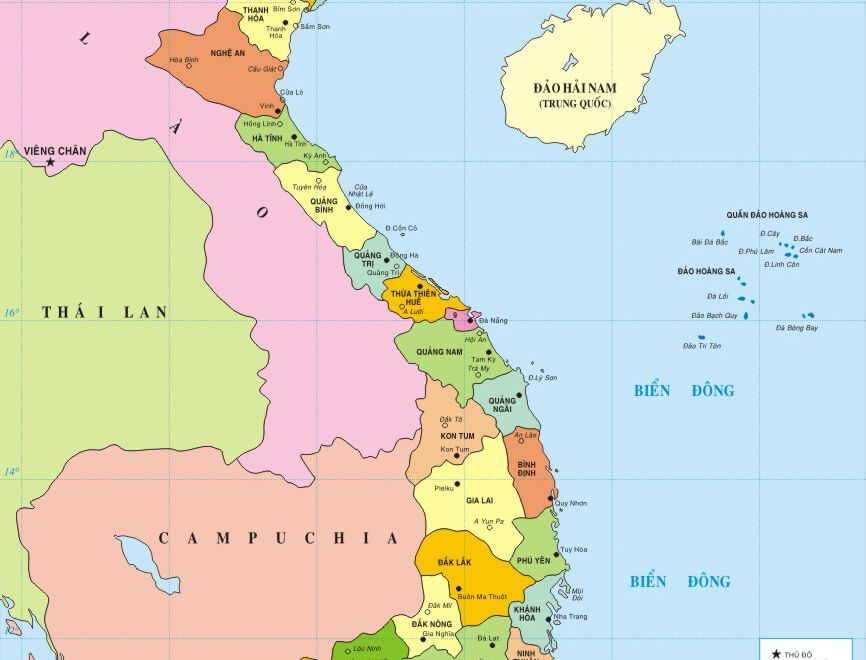 THANH
HÓA
Bỉm Sơn
Thanh
Hóa
Sầm Sơn
NGHỆ AN
Hòa Bình
Cầu Giát
Cửa Lò
Vinh
L
À
O
Hồng Lĩnh
HÀ TĨNH
Hà Tĩnh
Kỳ Anh
VIÊNG CHĂN
18°
ĐẢO HẢI NAM
(TRUNG QUỐC)
Tuyên Hóa
Cửa
Nhật Lệ
QUẢNG
BÌNH
Đồng Hới
Đ.Cồn Cỏ
QUẢNG
TRỊ
Đông Hà
Quảng Trị
THỪA THIÊN
HUẾ
A Lưới
QUẦN ĐẢO HOÀNG SA
Bãi Đá Bắc
Đ.Cây
Đ.Bắc
Đ.Phú Lâm
Cồn Cát Nam
Đ.Linh Côn
ĐẢO HOÀNG SA
Đá Lồi
Đảo Bạch Quy
Đá Bông Bay
Đảo Tri Tôn
16°
THÁI LAN
9
Đà Nẵng
Hội An
QUẢNG NAM
Tam Kỳ
Trà My
Đ.Lý Sơn
QUẢNG
NGÃI
BIỂN ĐÔNG
Đắk Tô
KON TUM
Kon Tum
An Lão
BÌNH
ĐỊNH
14°
Pleiku
GIA LAI
Quy Nhơn
A Yun Pa
CAMPUCHIA
ĐẮK LẮK
PHÚ YÊN
Tuy Hòa
BIỂN ĐÔNG
Buôn Ma Thuột
Mũi
Đôi
KHÁNH
HÒA
Nha Trang
Đắk Mil
ĐẮK NÔNG
Gia Nghĩa
Đà Lạt
Lộc Ninh
NINH
THỦ ĐÔ